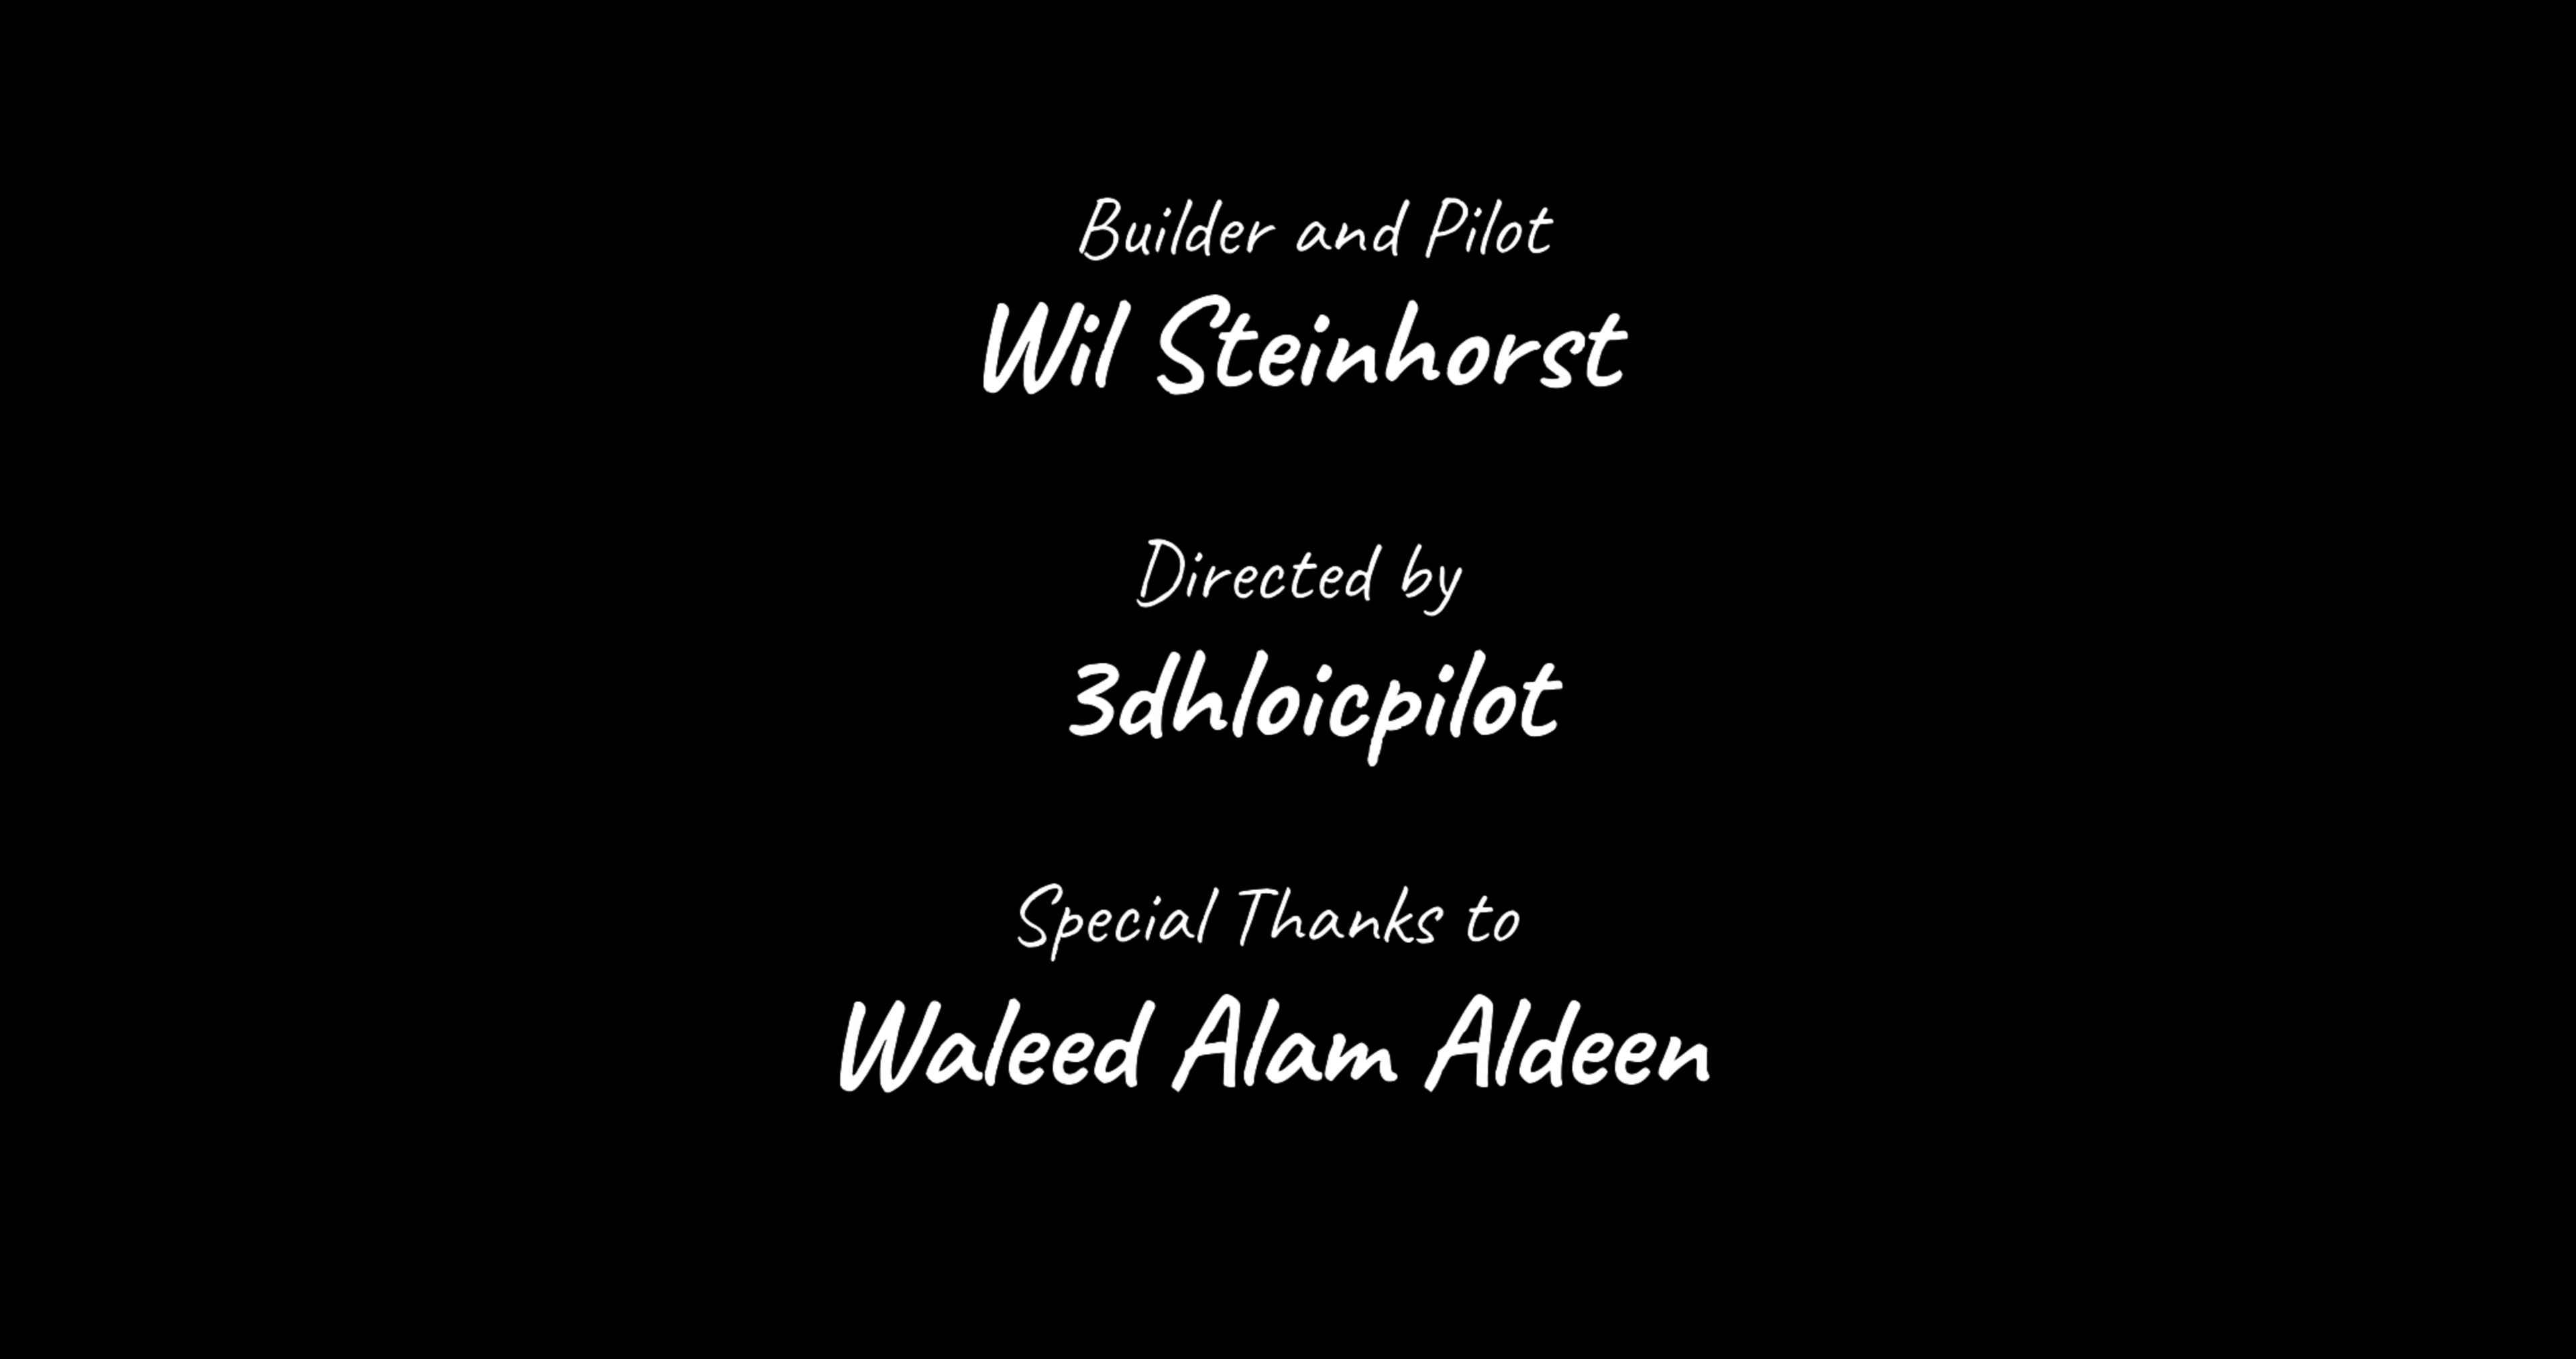 Builder and Pilot
Wil Steinhorst
Directed by
3dhloicpilot
Special Thanks to
Waleed Alam Aldeen